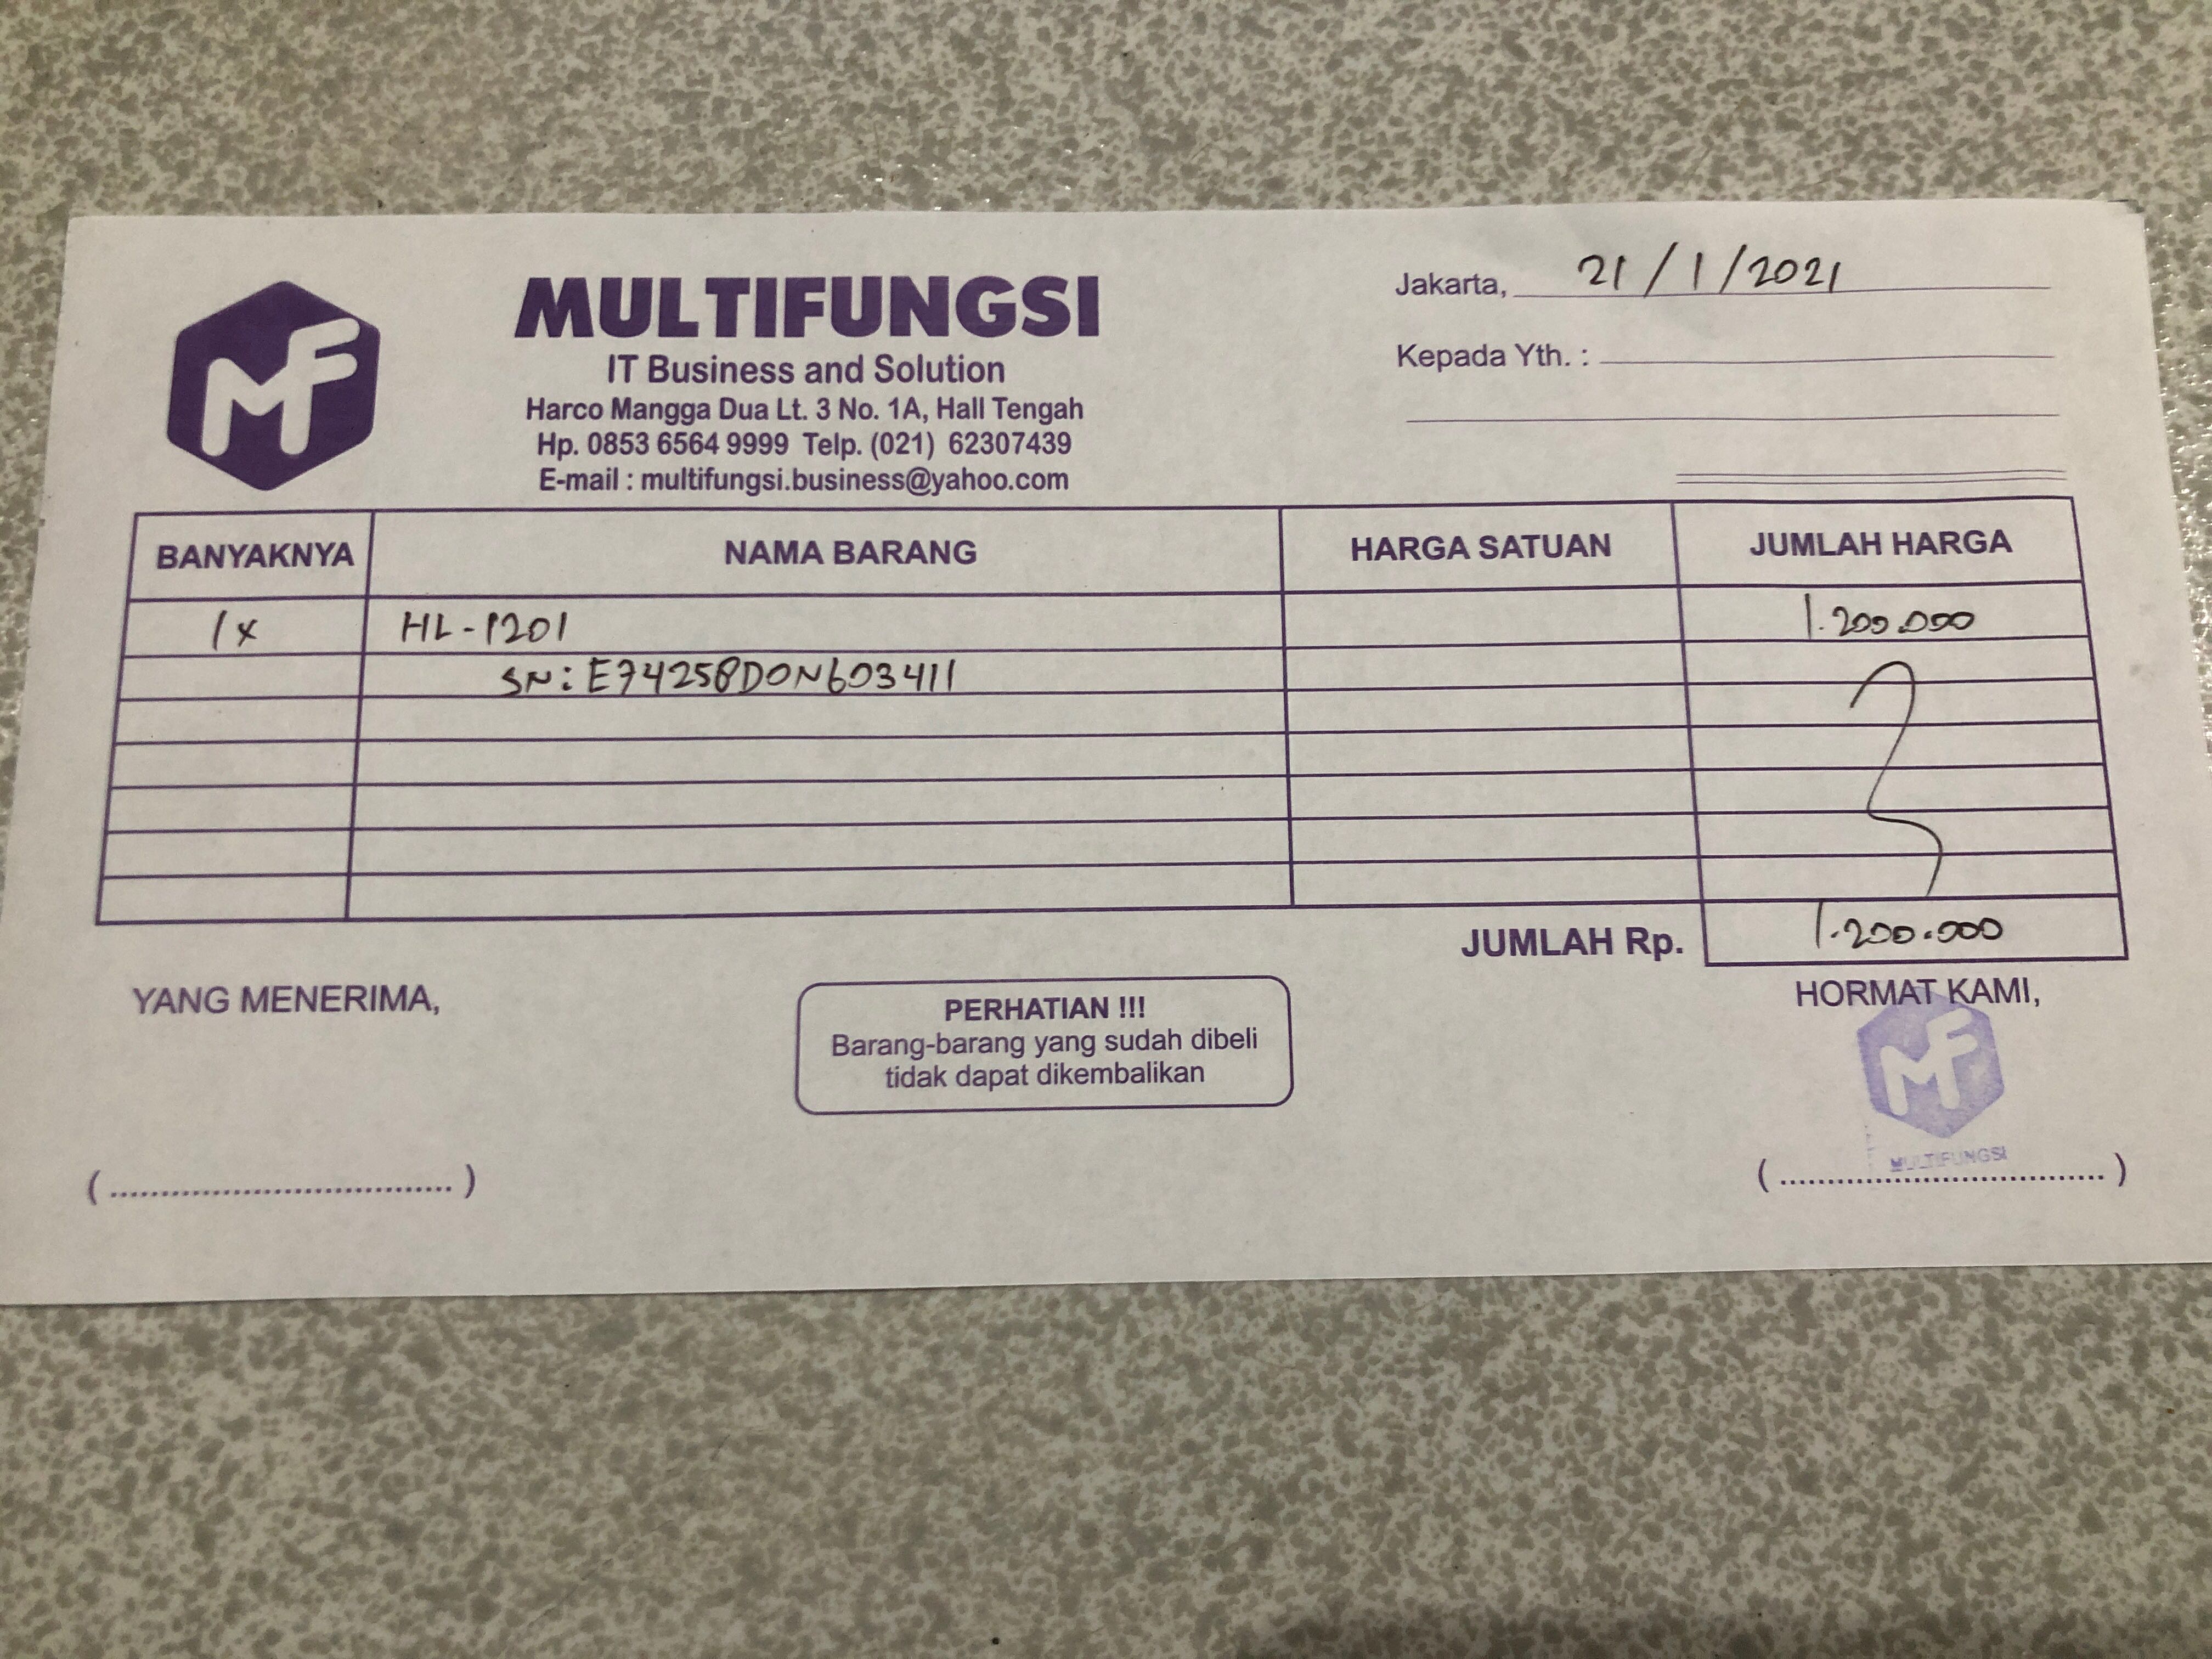 MF
MULTIFUNGSI
IT Business and Solution
Harco Mangga Dua Lt. 3 No. 1A, Hall Tengah
Hp. 0853 6564 9999 Telp. (021) 62307439
E-mail : multifungsi.business@yahoo.com
Jakarta, 21/1/2021
Kepada Yth. :
BANYAKNYA NAMA BARANG HARGA SATUAN JUMLAH HARGA
1x HL-1201 1.200.000
SN: E74258D0N603411
JUMLAH Rp. 1.200.000
YANG MENERIMA,
PERHATIAN !!!
Barang-barang yang sudah dibeli
tidak dapat dikembalikan
HORMAT KAMI,
MF
MULTIFUNGSI
(..................................)
(..................................)